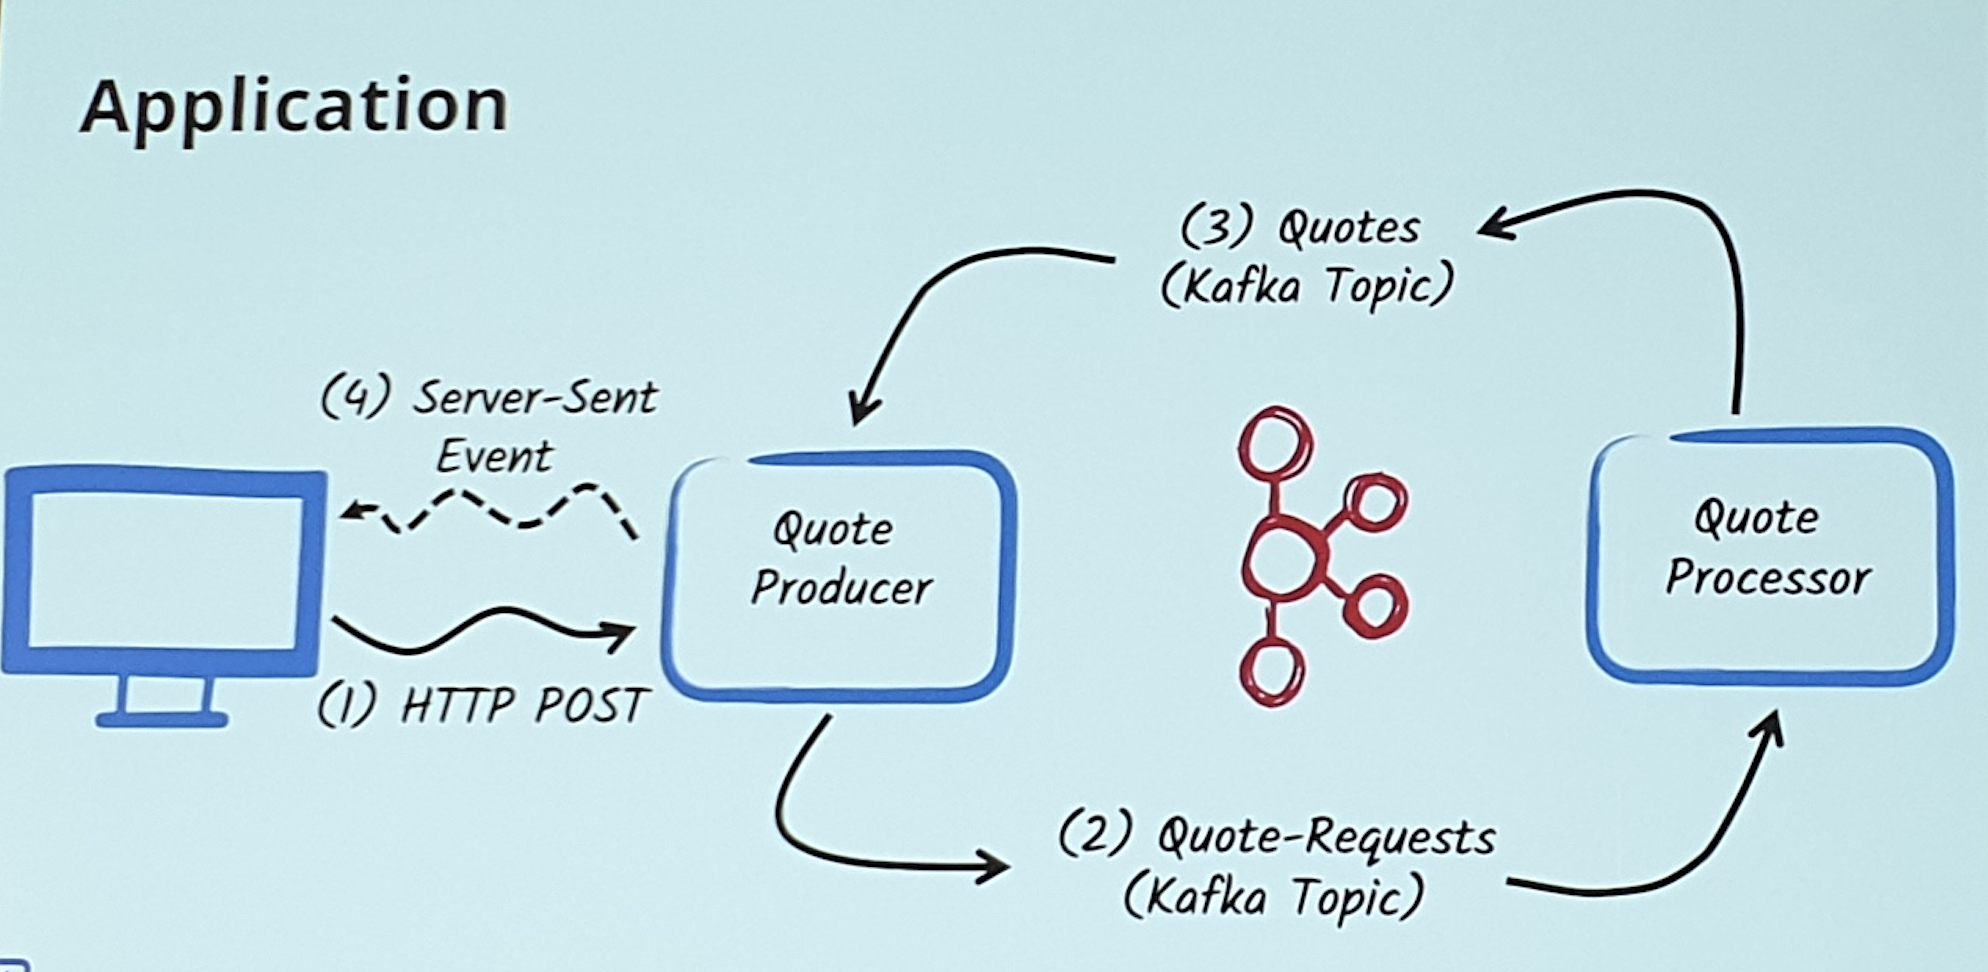 Application
(3) Quotes
(Kafka Topic)
(4) Server-Sent
Event
Quote
Producer
Quote
Processor
(1) HTTP POST
(2) Quote-Requests
(Kafka Topic)